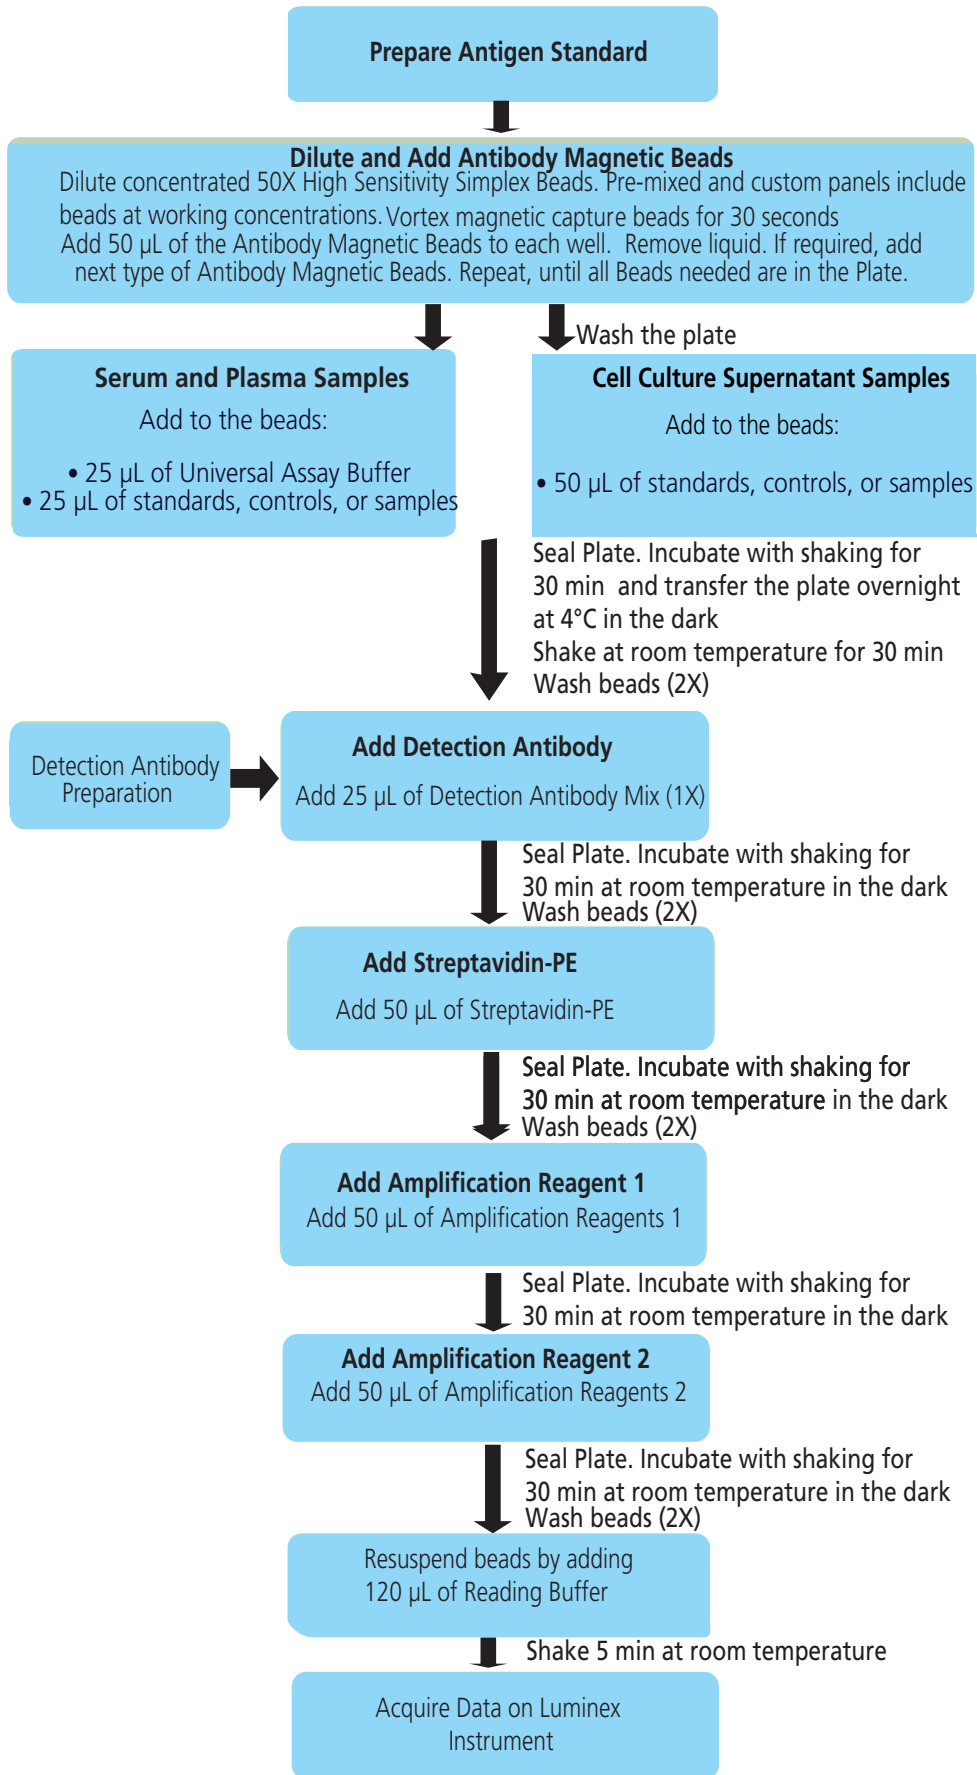 Prepare Antigen Standard
Dilute and Add Antibody Magnetic Beads
Dilute concentrated 50X High Sensitivity Simplex Beads. Pre-mixed and custom panels include
beads at working concentrations. Vortex magnetic capture beads for 30 seconds
Add 50 µL of the Antibody Magnetic Beads to each well. Remove liquid. If required, add
next type of Antibody Magnetic Beads. Repeat, until all Beads needed are in the Plate.
Wash the plate
Serum and Plasma Samples
Add to the beads:
• 25 µL of Universal Assay Buffer
• 25 µL of standards, controls, or samples
Cell Culture Supernatant Samples
Add to the beads:
• 50 µL of standards, controls, or samples
Seal Plate. Incubate with shaking for
30 min and transfer the plate overnight
at 4°C in the dark
Shake at room temperature for 30 min
Wash beads (2X)
Detection Antibody
Preparation
Add Detection Antibody
Add 25 µL of Detection Antibody Mix (1X)
Seal Plate. Incubate with shaking for
30 min at room temperature in the dark
Wash beads (2X)
Add Streptavidin-PE
Add 50 µL of Streptavidin-PE
Seal Plate. Incubate with shaking for
30 min at room temperature in the dark
Wash beads (2X)
Add Amplification Reagent 1
Add 50 µL of Amplification Reagents 1
Seal Plate. Incubate with shaking for
30 min at room temperature in the dark
Add Amplification Reagent 2
Add 50 µL of Amplification Reagents 2
Seal Plate. Incubate with shaking for
30 min at room temperature in the dark
Wash beads (2X)
Resuspend beads by adding
120 µL of Reading Buffer
Shake 5 min at room temperature
Acquire Data on Luminex
Instrument